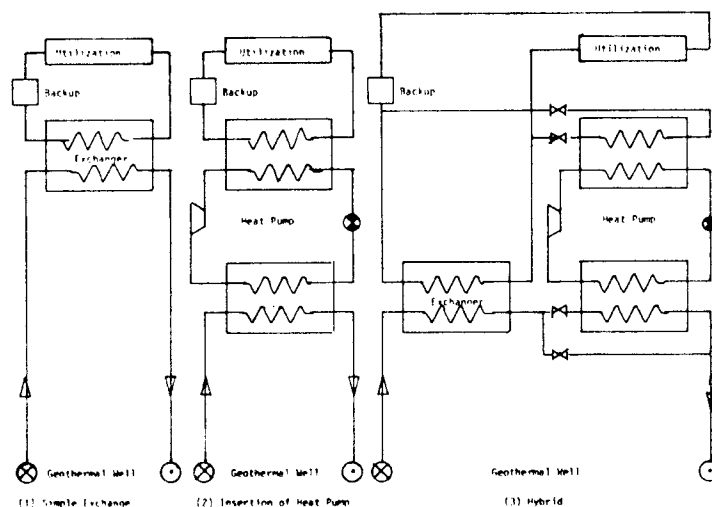 Utilization
Backup
Exchanger
Geothermal Well
(1) Simple Exchange
Utilization
Backup
Heat Pump
Geothermal Well
(2) Insertion of Heat Pump
Utilization
Backup
Heat Pump
Exchanger
Geothermal Well
(3) Hybrid